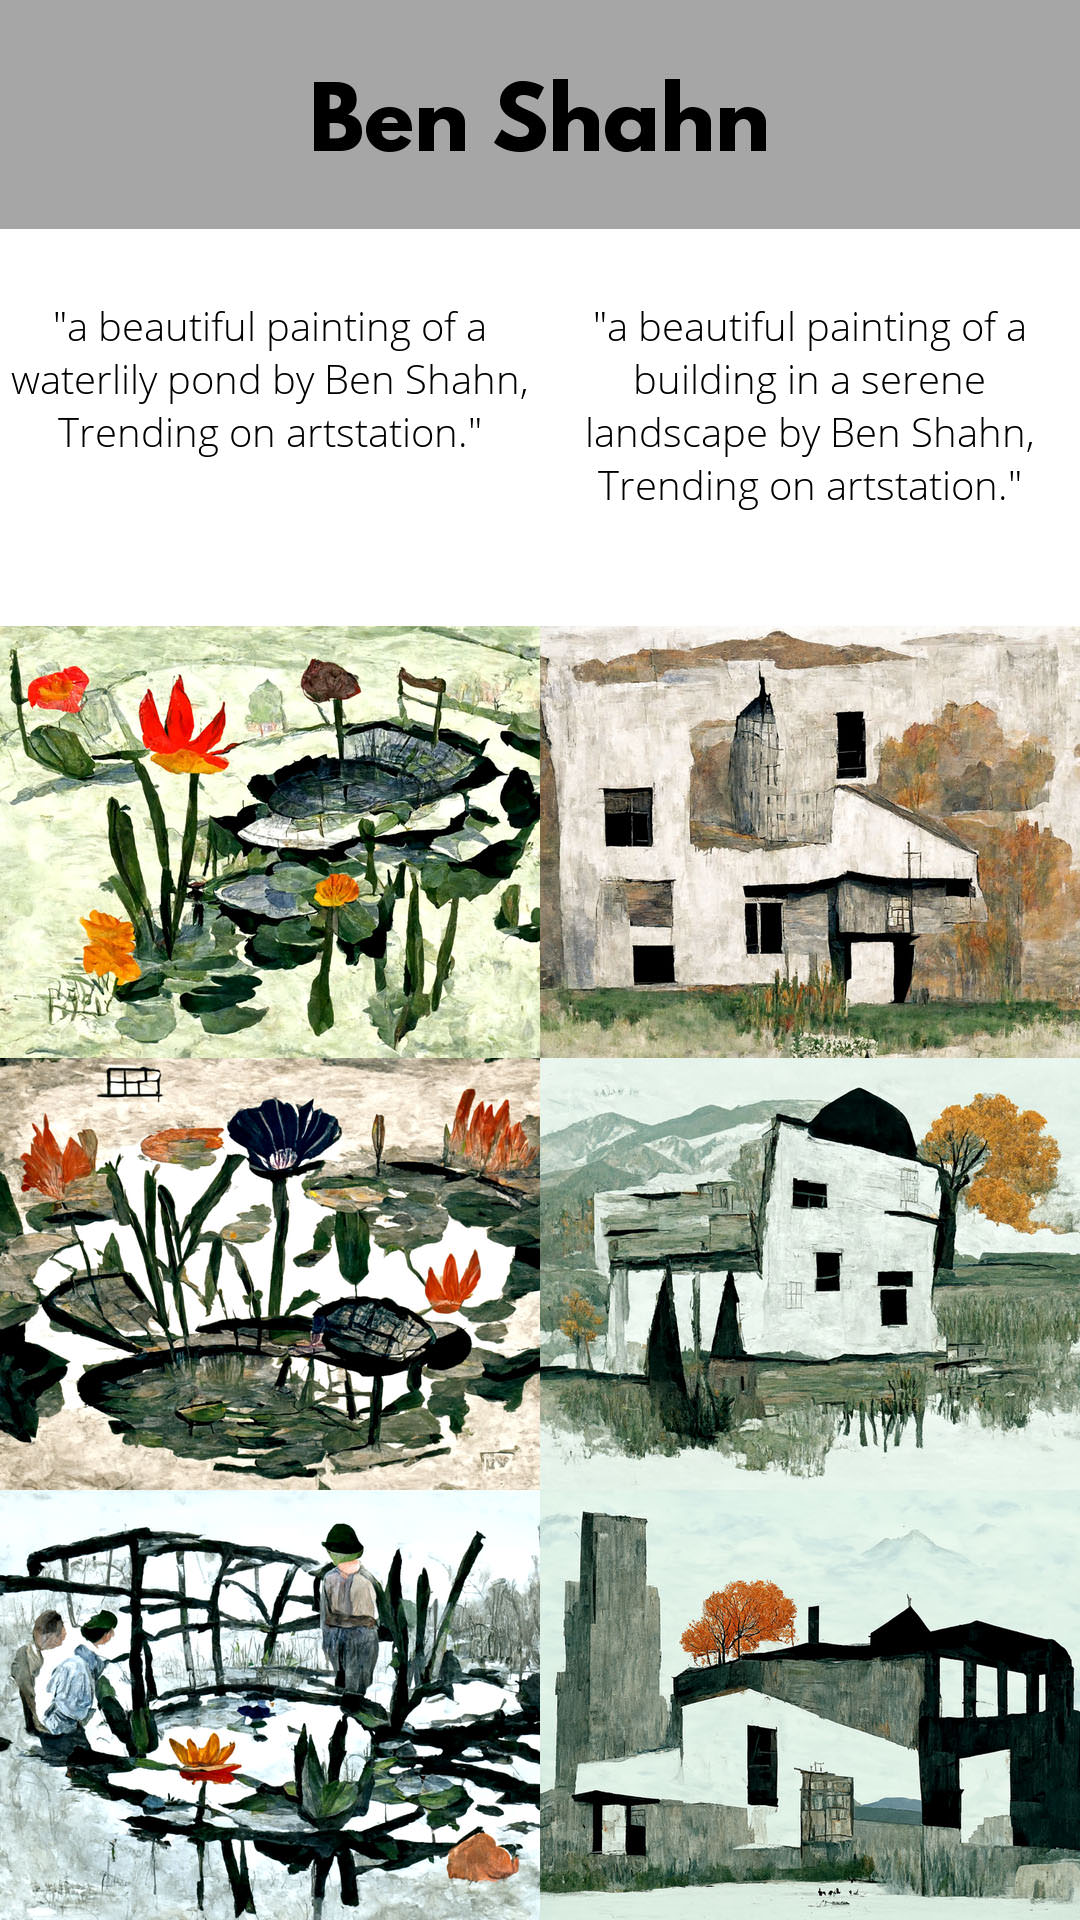 Ben Shahn
"a beautiful painting of a
waterlily pond by Ben Shahn,
Trending on artstation."
"a beautiful painting of a
building in a serene
landscape by Ben Shahn,
Trending on artstation."